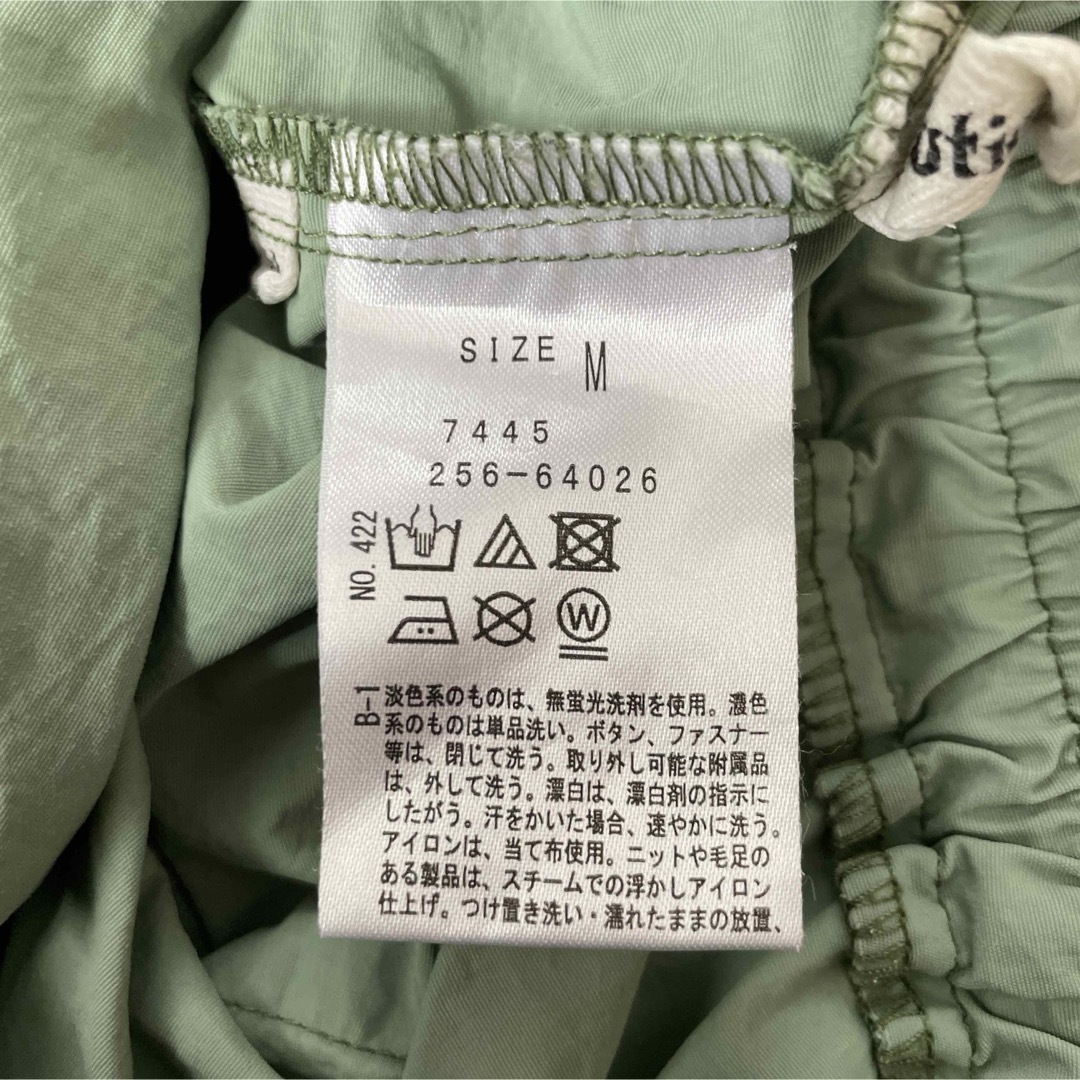 SIZE M
7445
256-64026
NO. 422
W
B-1
淡色系のものは、無蛍光洗剤を使用。濃色
系のものは単品洗い。ボタン、ファスナー
等は、閉じて洗う。取り外し可能な附属品
は、外して洗う。漂白は、漂白剤の指示に
したがう。汗をかいた場合、速やかに洗う。
アイロンは、当て布使用。ニットや毛足の
ある製品は、スチームでの浮かしアイロン
仕上げ。つけ置き洗い・濡れたままの放置、